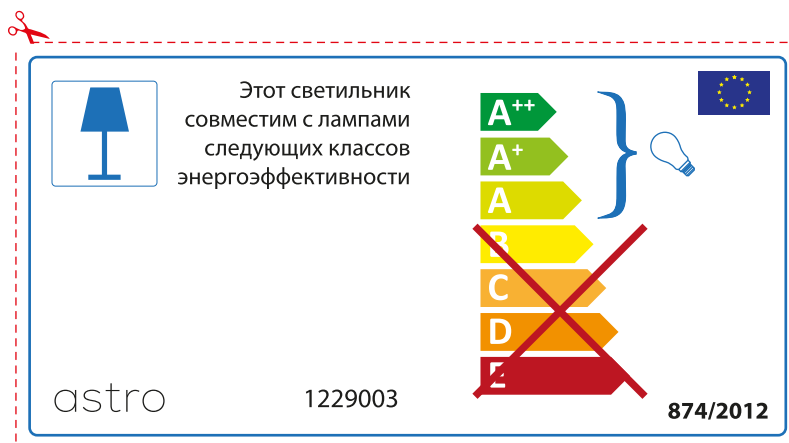 Этот светильник
совместим с лампами
следующих классов
энергоэффективности
A++
A+
A
B
C
D
E
astro
1229003
874/2012